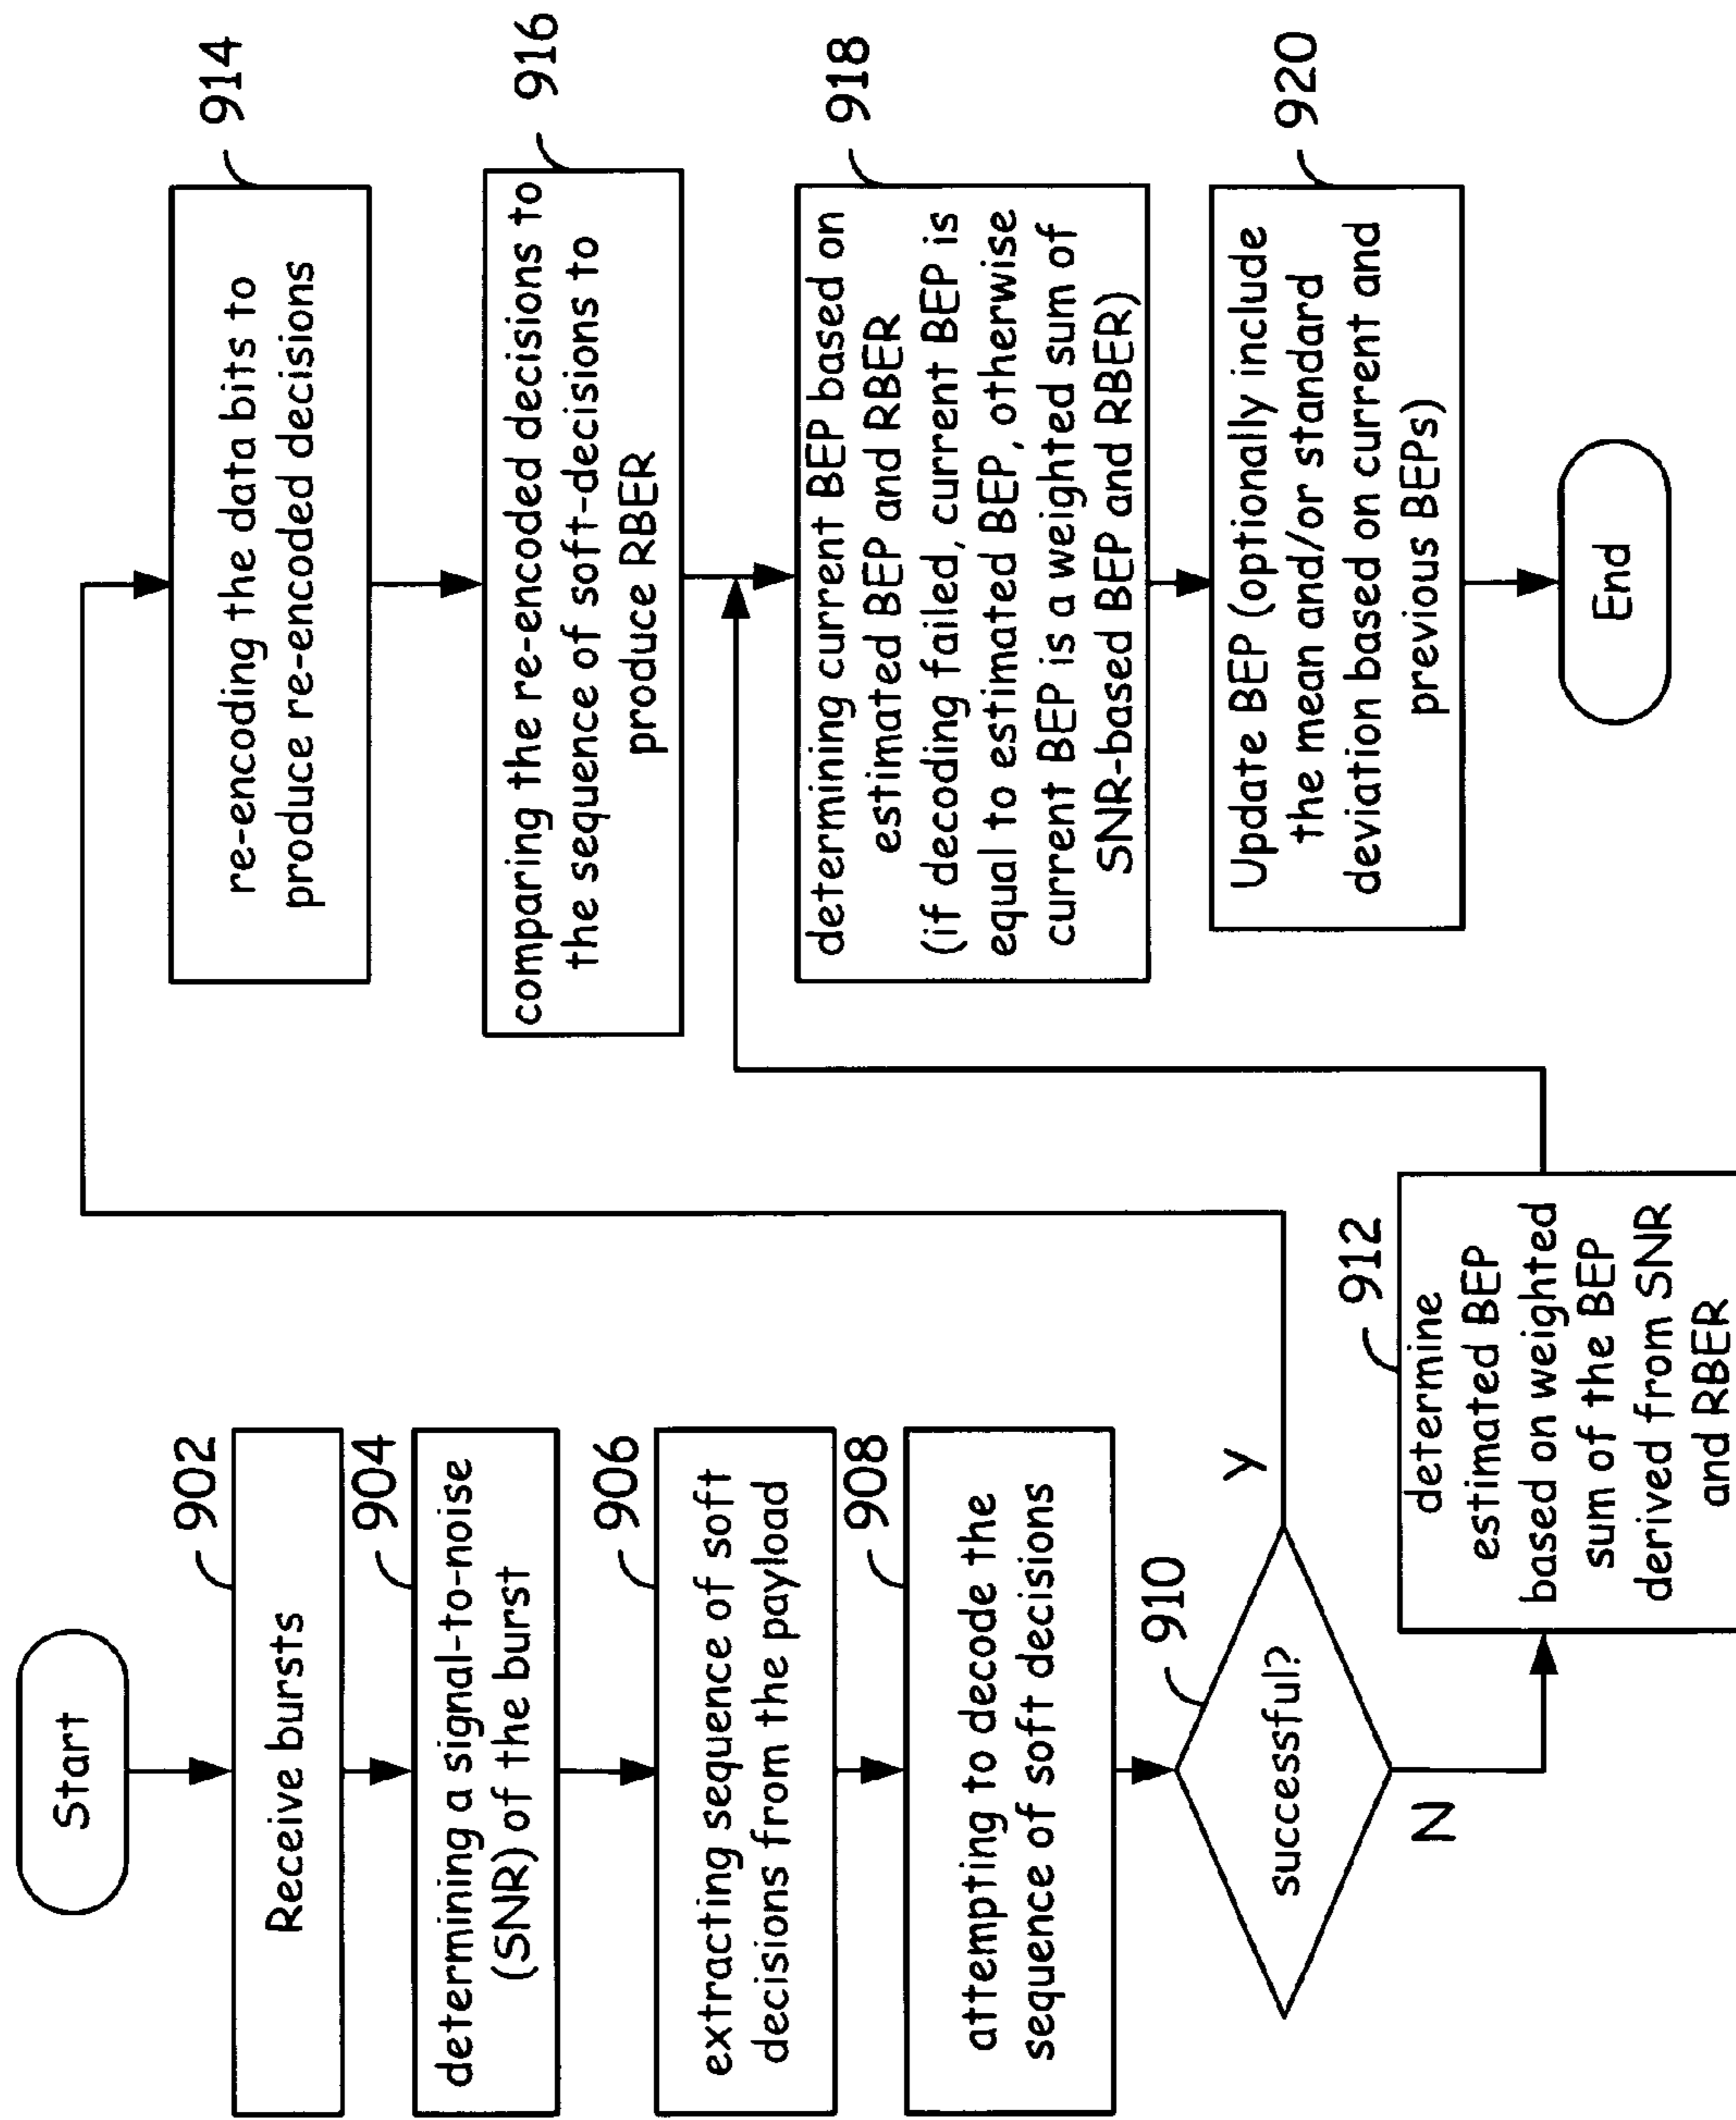 Start
902
Receive bursts
904
determining a signal-to-noise
(SNR) of the burst
906
extracting sequence of soft
decisions from the payload
908
attempting to decode the
sequence of soft decisions
910
successful?
Y
N
912
determine
estimated BEP
based on weighted
sum of the BEP
derived from SNR
and RBER
914
re-encoding the data bits to
produce re-encoded decisions
916
comparing the re-encoded decisions to
the sequence of soft-decisions to
produce RBER
918
determining current BEP based on
estimated BEP and RBER
(if decoding failed, current BEP is
equal to estimated BEP, otherwise
current BEP is a weighted sum of
SNR-based BEP and RBER)
920
Update BEP (optionally include
the mean and/or standard
deviation based on current and
previous BEPs)
End